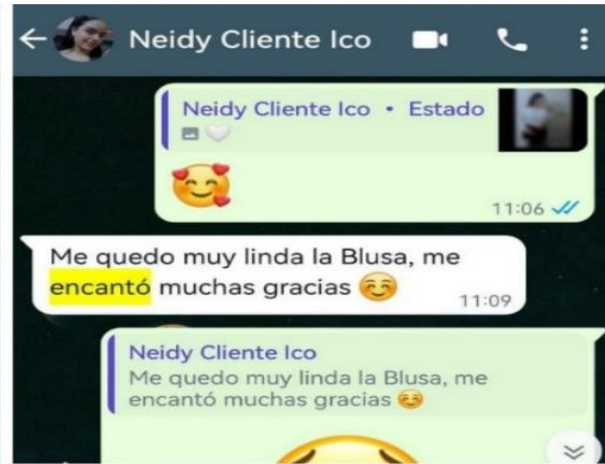 Neidy Cliente Ico
Neidy Cliente Ico • Estado
11:06
Me quedo muy linda la Blusa, me
encantó muchas gracias ☺️
11:09
Neidy Cliente Ico
Me quedo muy linda la Blusa, me
encantó muchas gracias ☺️